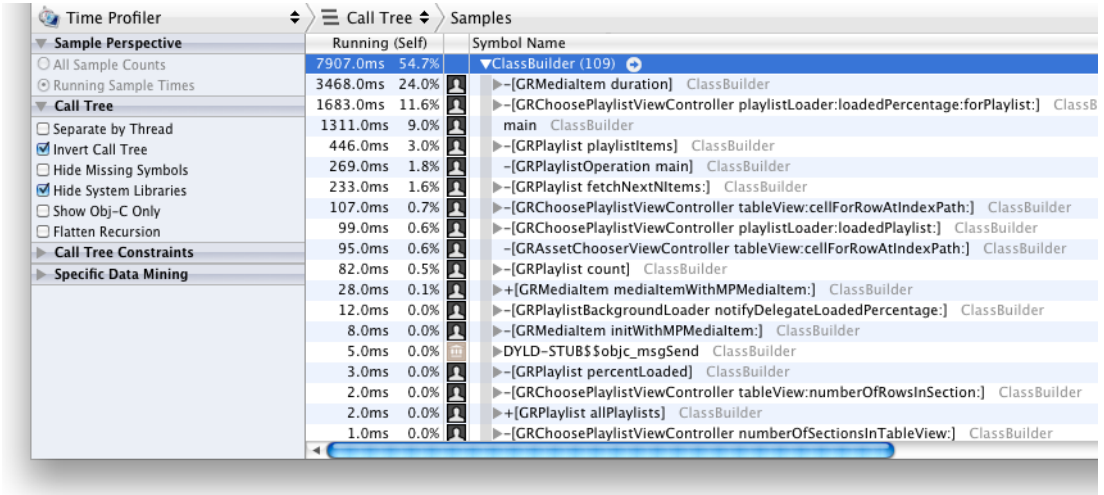 Time Profiler Call Tree Samples
Sample Perspective
All Sample Counts
Running Sample Times
Call Tree
Separate by Thread
Invert Call Tree
Hide Missing Symbols
Hide System Libraries
Show Obj-C Only
Flatten Recursion
Call Tree Constraints
Specific Data Mining
Running (Self) Symbol Name
7907.0ms 54.7% ClassBuilder (109)
3468.0ms 24.0% -[GRMediaItem duration] ClassBuilder
1683.0ms 11.6% -[GRChoosePlaylistViewController playlistLoader:loadedPercentage:forPlaylist:] ClassB
1311.0ms 9.0% main ClassBuilder
446.0ms 3.0% -[GRPlaylist playlistItems] ClassBuilder
269.0ms 1.8% -[GRPlaylistOperation main] ClassBuilder
233.0ms 1.6% -[GRPlaylist fetchNextNItems:] ClassBuilder
107.0ms 0.7% -[GRChoosePlaylistViewController tableView:cellForRowAtIndexPath:] ClassBuilder
99.0ms 0.6% -[GRChoosePlaylistViewController playlistLoader:loadedPlaylist:] ClassBuilder
95.0ms 0.6% -[GRAssetChooserViewController tableView:cellForRowAtIndexPath:] ClassBuilder
82.0ms 0.5% -[GRPlaylist count] ClassBuilder
28.0ms 0.1% +[GRMediaItem mediaItemWithMPMediaItem:] ClassBuilder
12.0ms 0.0% -[GRPlaylistBackgroundLoader notifyDelegateLoadedPercentage:] ClassBuilder
8.0ms 0.0% -[GRMediaItem initWithMPMediaItem:] ClassBuilder
5.0ms 0.0% DYLD-STUB$$objc_msgSend ClassBuilder
3.0ms 0.0% -[GRPlaylist percentLoaded] ClassBuilder
2.0ms 0.0% -[GRChoosePlaylistViewController tableView:numberOfRowsInSection:] ClassBuilder
2.0ms 0.0% +[GRPlaylist allPlaylists] ClassBuilder
1.0ms 0.0% -[GRChoosePlaylistViewController numberOfSectionsInTableView:] ClassBuilder